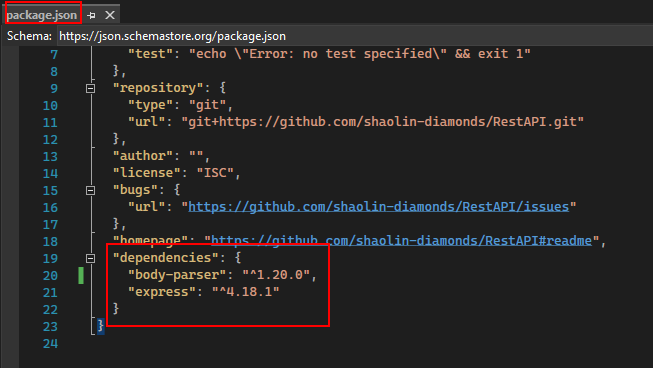 package.json
Schema: https://json.schemastore.org/package.json
7 "test": "echo \"Error: no test specified\" && exit 1"
8 },
9 "repository": {
10 "type": "git",
11 "url": "git+https://github.com/shaolin-diamonds/RestAPI.git"
12 },
13 "author": "",
14 "license": "ISC",
15 "bugs": {
16 "url": "https://github.com/shaolin-diamonds/RestAPI/issues"
17 },
18 "homepage": "https://github.com/shaolin-diamonds/RestAPI#readme",
19 "dependencies": {
20 "body-parser": "^1.20.0",
21 "express": "^4.18.1"
22 }
23 }
24